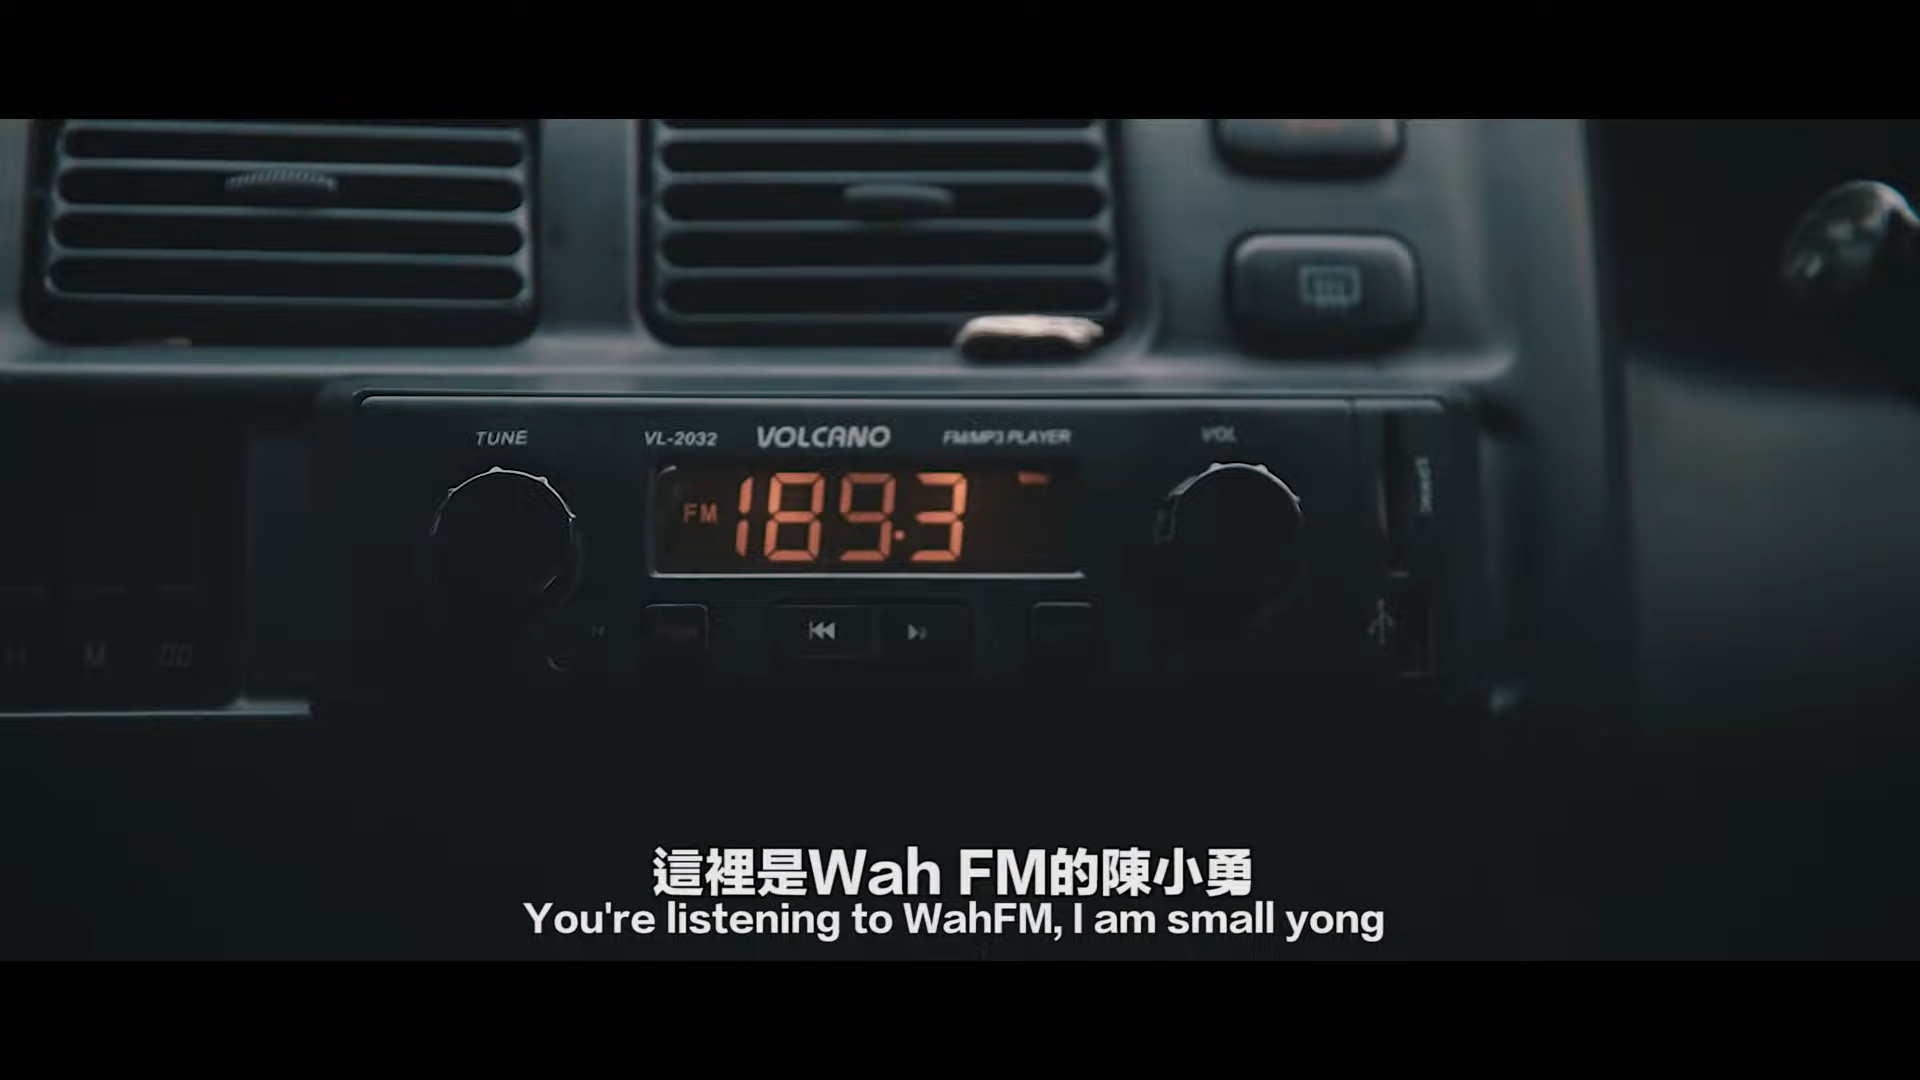 TUNE
VL-2032 VOLCANO FM/MP3 PLAYER
VOL
FM 189.3
M
這裡是Wah FM的陳小勇
You're listening to WahFM, I am small yong